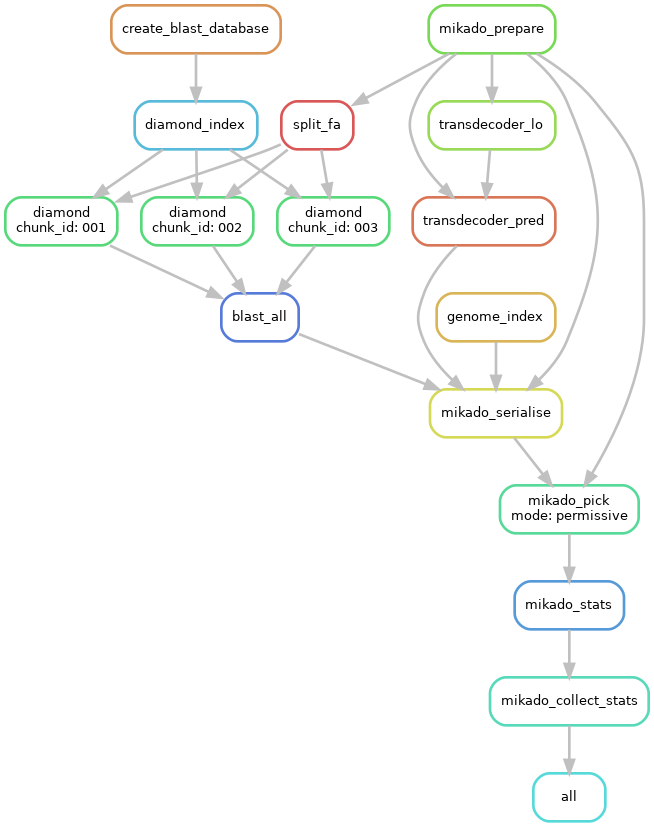 create_blast_database
mikado_prepare
diamond_index
split_fa
transdecoder_lo
diamond
chunk_id: 001
diamond
chunk_id: 002
diamond
chunk_id: 003
transdecoder_pred
blast_all
genome_index
mikado_serialise
mikado_pick
mode: permissive
mikado_stats
mikado_collect_stats
all